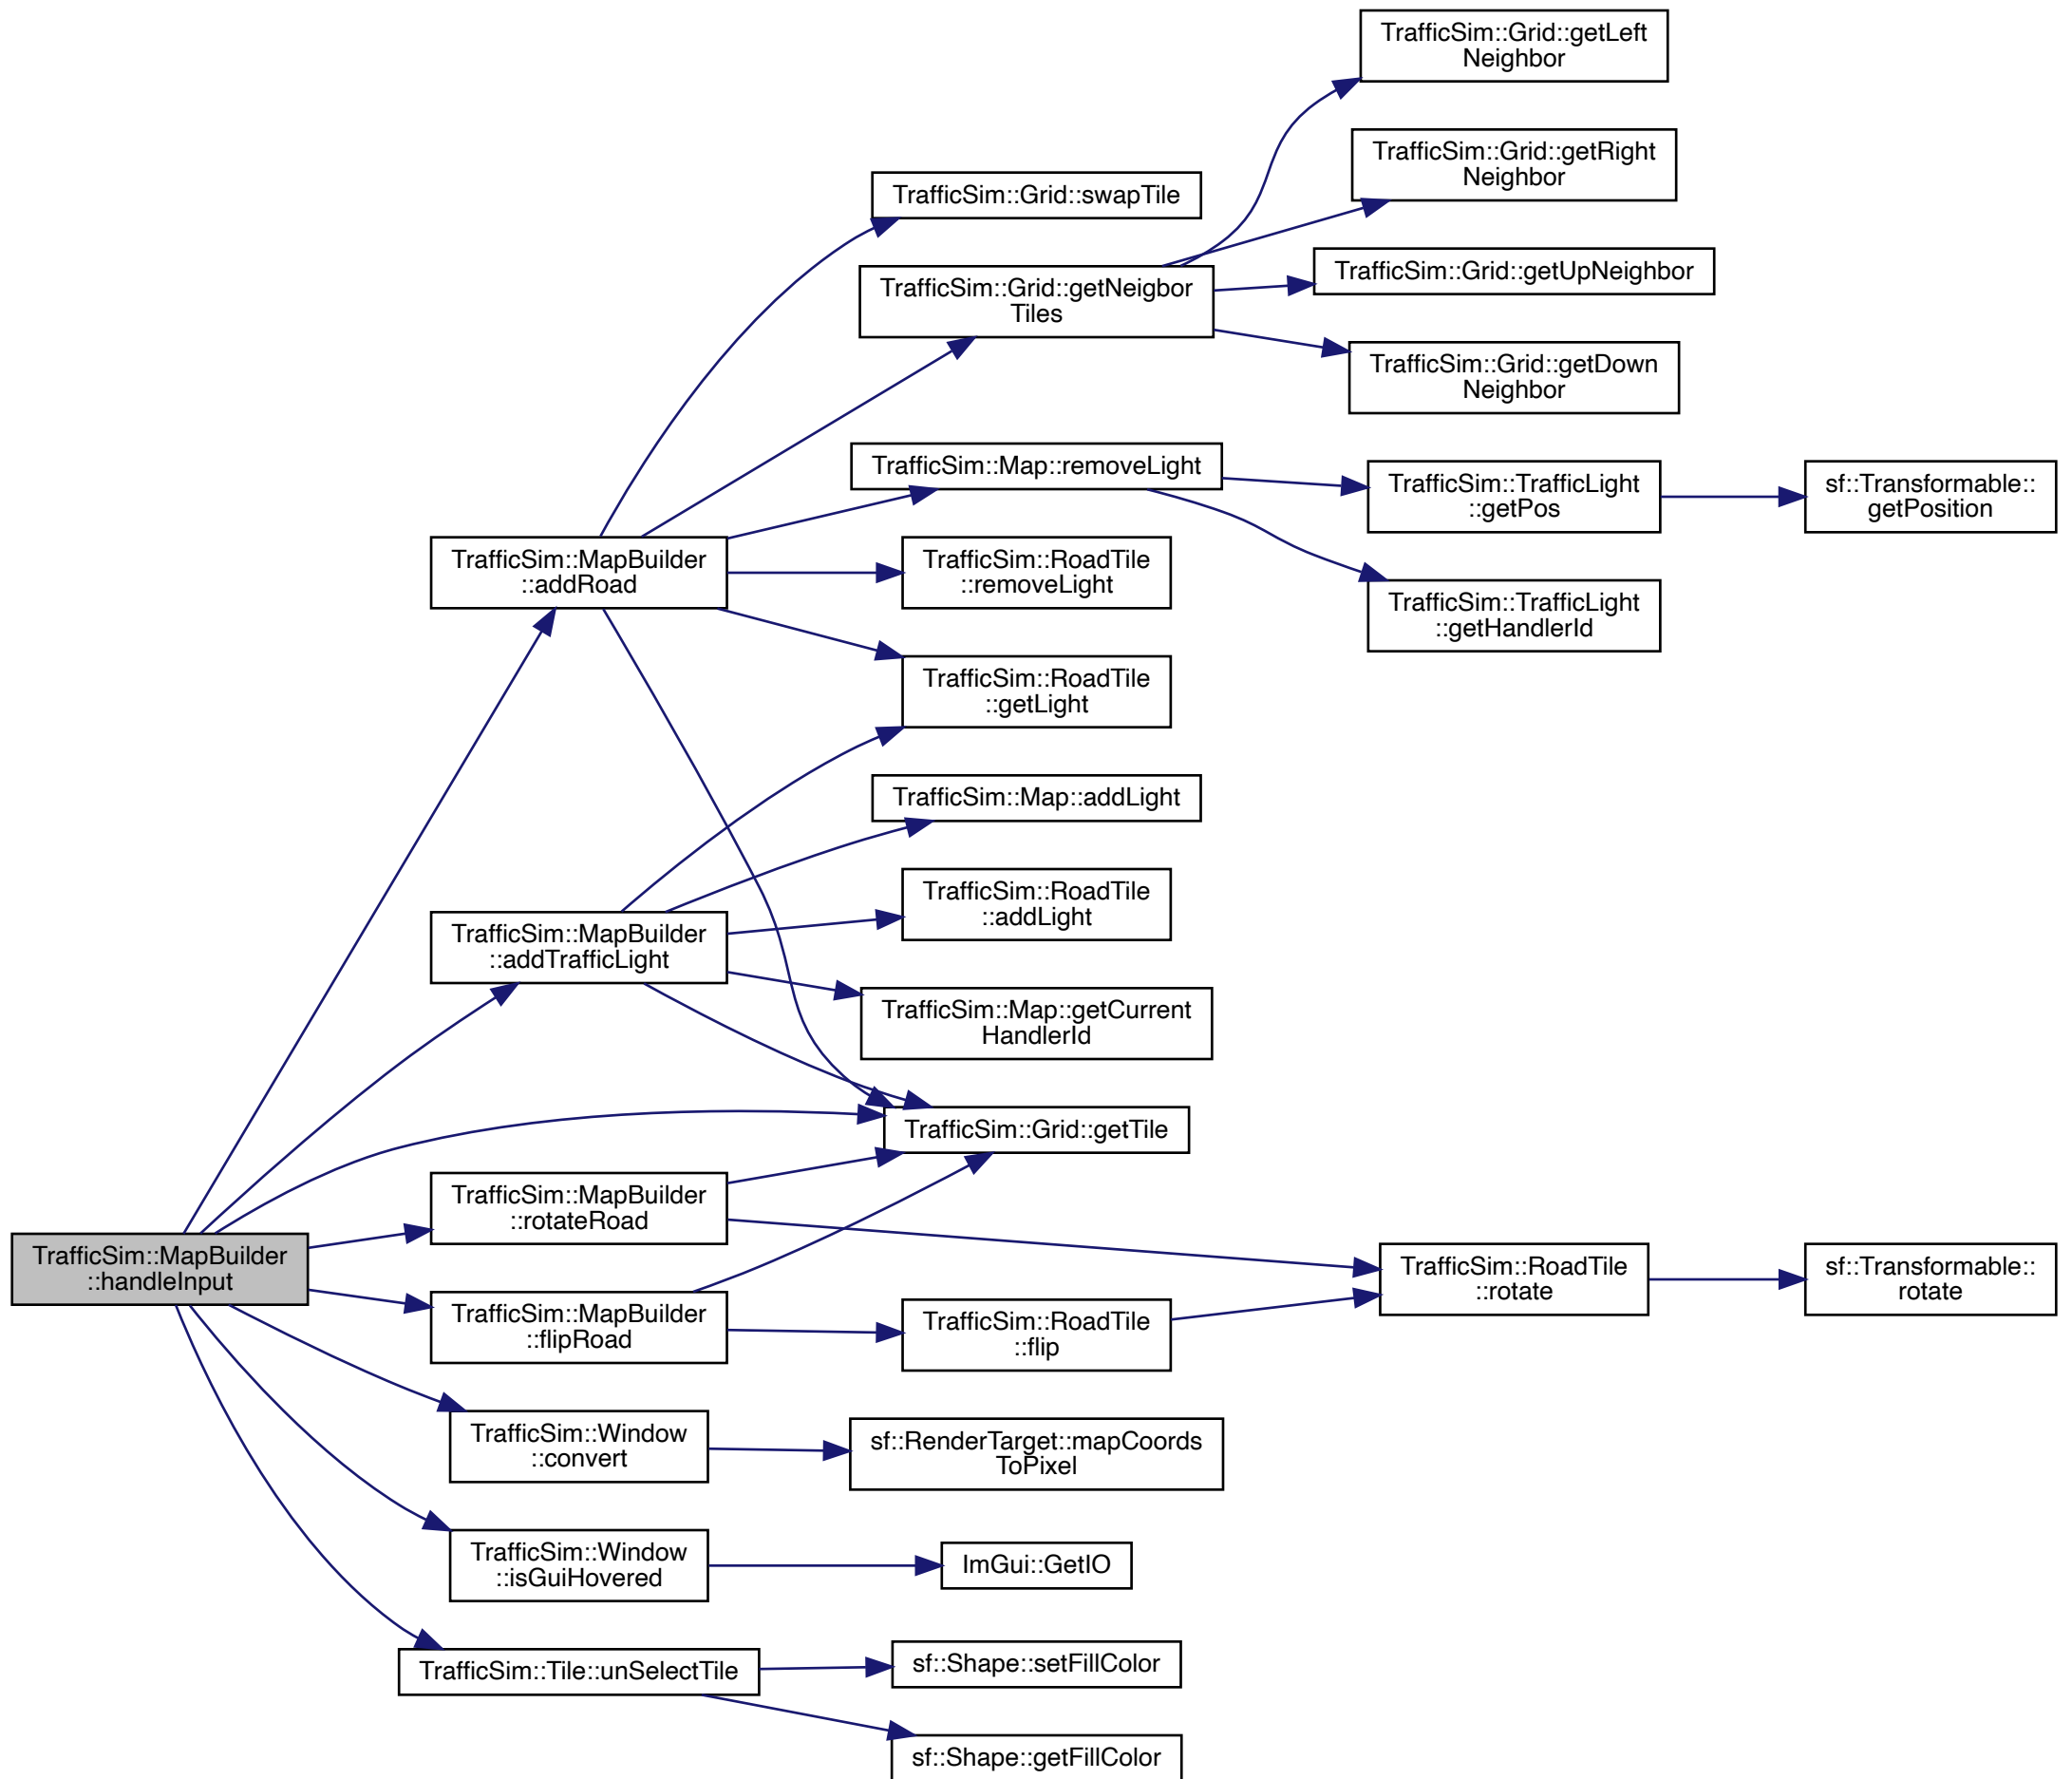 TrafficSim::Grid::getLeft
Neighbor
TrafficSim::Grid::getRight
Neighbor
TrafficSim::Grid::swapTile
TrafficSim::Grid::getUpNeighbor
TrafficSim::Grid::getNeigbor
Tiles
TrafficSim::Grid::getDown
Neighbor
TrafficSim::Map::removeLight
TrafficSim::TrafficLight
::getPos
sf::Transformable::
getPosition
TrafficSim::MapBuilder
::addRoad
TrafficSim::RoadTile
::removeLight
TrafficSim::TrafficLight
::getHandlerId
TrafficSim::RoadTile
::getLight
TrafficSim::Map::addLight
TrafficSim::RoadTile
::addLight
TrafficSim::MapBuilder
::addTrafficLight
TrafficSim::Map::getCurrent
HandlerId
TrafficSim::Grid::getTile
TrafficSim::MapBuilder
::rotateRoad
TrafficSim::MapBuilder
::handleInput
TrafficSim::RoadTile
::rotate
sf::Transformable::
rotate
TrafficSim::MapBuilder
::flipRoad
TrafficSim::RoadTile
::flip
TrafficSim::Window
::convert
sf::RenderTarget::mapCoords
ToPixel
TrafficSim::Window
::isGuiHovered
ImGui::GetIO
TrafficSim::Tile::unSelectTile
sf::Shape::setFillColor
sf::Shape::getFillColor